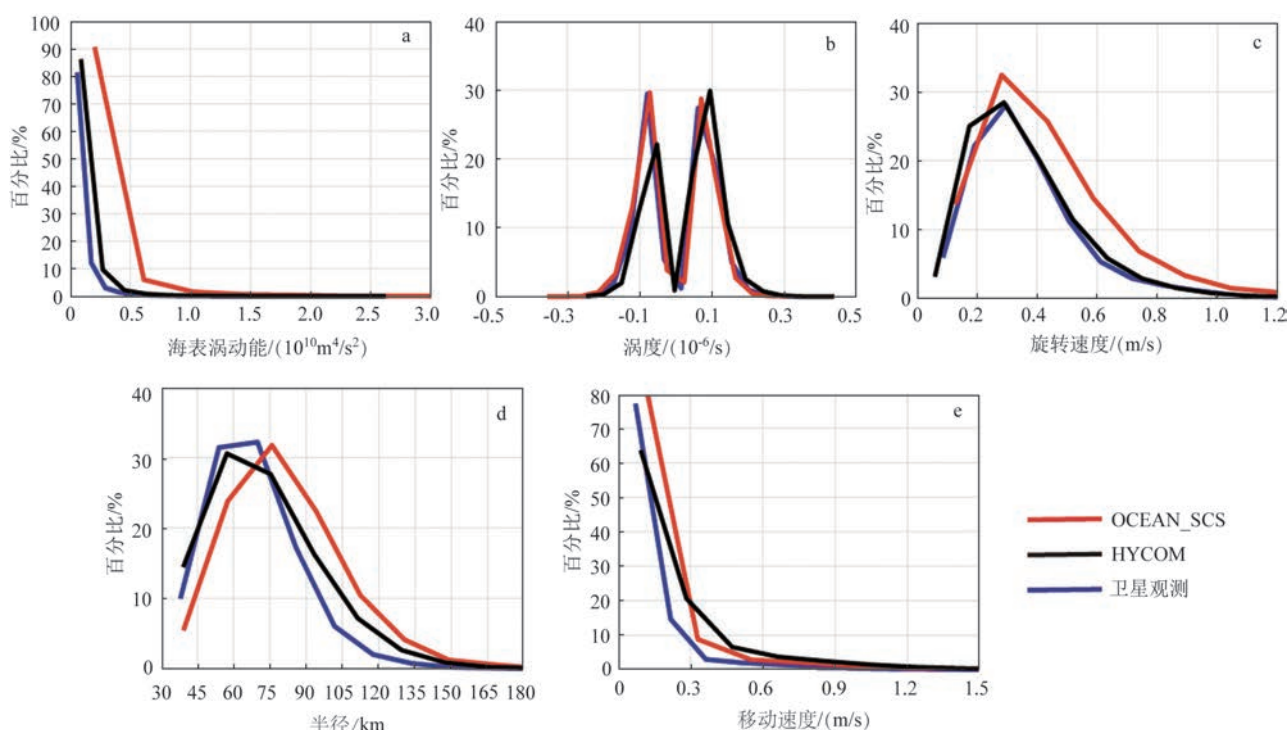 a
百分比/%
100
90
80
70
60
50
40
30
20
10
0
0 0.5 1.0 1.5 2.0 2.5 3.0
海表涡动能/(10¹⁰m⁴/s²)
b
百分比/%
40
30
20
10
0
-0.5 -0.3 -0.1 0.1 0.3 0.5
涡度/(10⁻⁶/s)
c
百分比/%
40
30
20
10
0
0 0.2 0.4 0.6 0.8 1.0 1.2
旋转速度/(m/s)
d
百分比/%
40
30
20
10
0
30 45 60 75 90 105 120 135 150 165 180
半径/km
e
百分比/%
80
70
60
50
40
30
20
10
0
0 0.3 0.6 0.9 1.2 1.5
移动速度/(m/s)
OCEAN_SCS
HYCOM
卫星观测